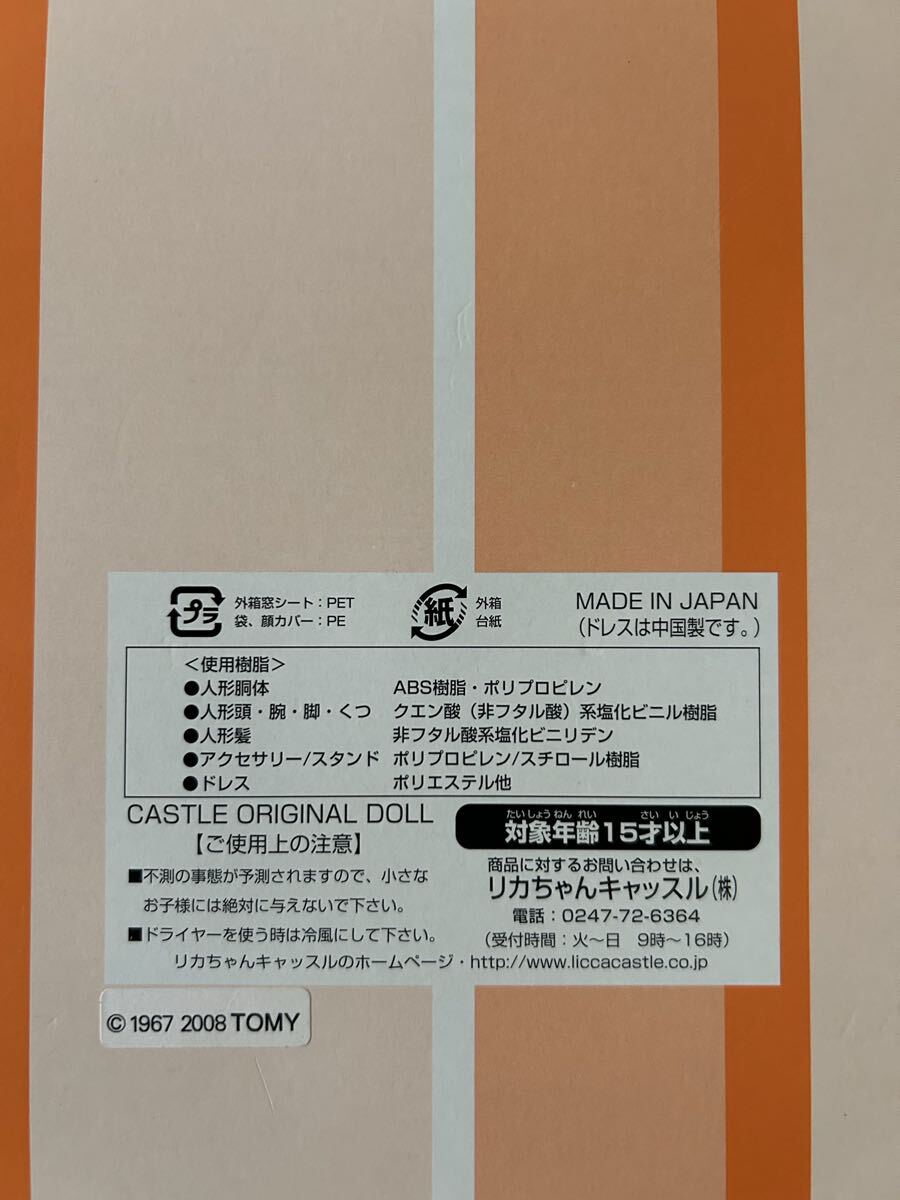 プラ
外箱窓シート：PET
袋、顔カバー：PE
紙
外箱
台紙
MADE IN JAPAN
（ドレスは中国製です。）
＜使用樹脂＞
●人形胴体 ABS樹脂・ポリプロピレン
●人形頭・腕・脚・くつ クエン酸（非フタル酸）系塩化ビニル樹脂
●人形髪 非フタル酸系塩化ビニリデン
●アクセサリー/スタンド ポリプロピレン/スチロール樹脂
●ドレス ポリエステル他
CASTLE ORIGINAL DOLL
【ご使用上の注意】
■不測の事態が予測されますので、小さな
お子様には絶対に与えないで下さい。
■ドライヤーを使う時は冷風にして下さい。
たいしょうねんれい さいいじょう
対象年齢15才以上
商品に対するお問い合わせは、
リカちゃんキャッスル（株）
電話：0247-72-6364
（受付時間：火〜日 9時〜16時）
リカちゃんキャッスルのホームページ・http://www.liccacastle.co.jp
© 1967 2008 TOMY